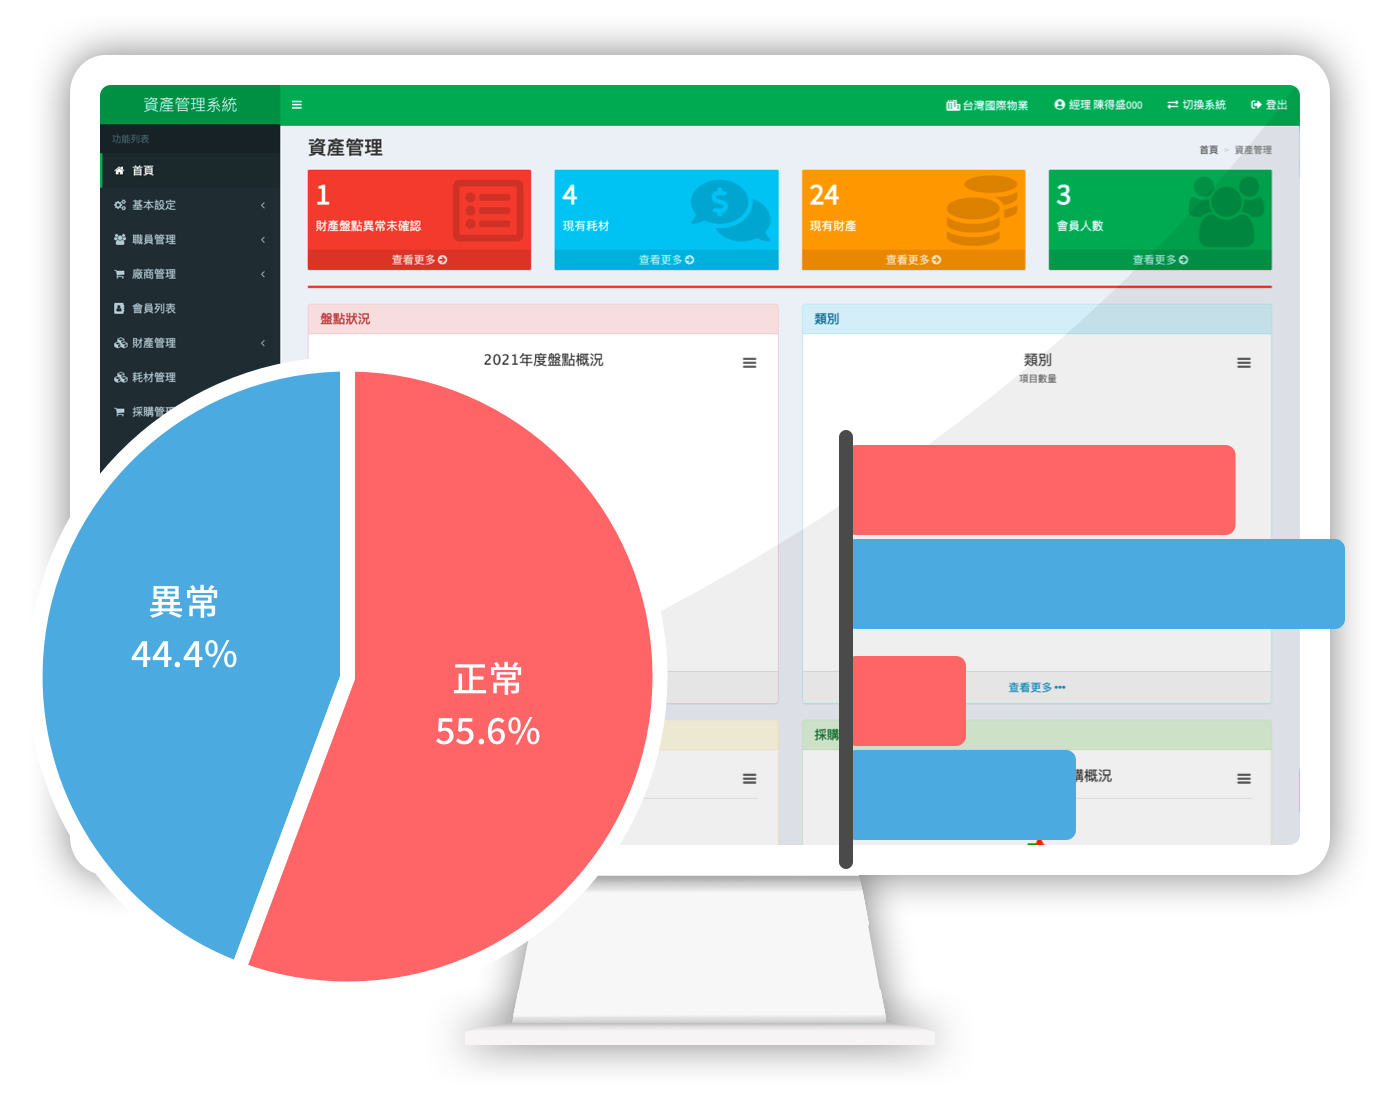 資產管理系統
台灣國際物業 經理 陳得盛000 切換系統 登出
功能列表
首頁
基本設定
職員管理
廠商管理
會員列表
財產管理
耗材管理
採購管
資產管理
首頁 > 資產管理
1
財產盤點異常未確認
查看更多
4
現有耗材
查看更多
24
現有財產
查看更多
3
會員人數
查看更多
盤點狀況
2021年度盤點概況
類別
類別
項目數量
查看更多
異常
44.4%
正常
55.6%
採購
購概況